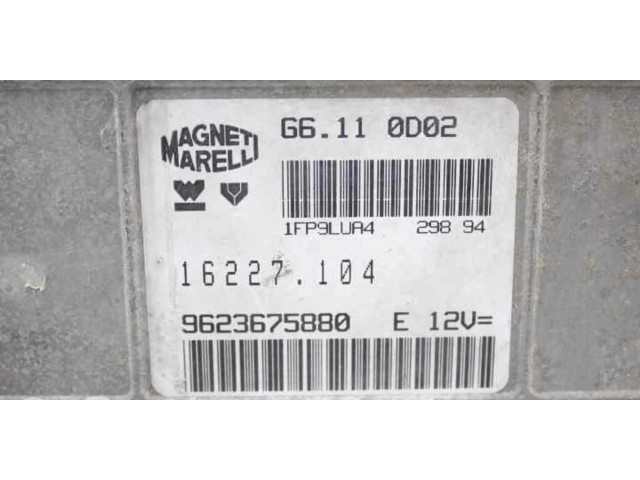 MAGNETI
MARELLI
G6.11 0D02
1FP9LUA4 298 94
16227.104
9623675880 E 12V=